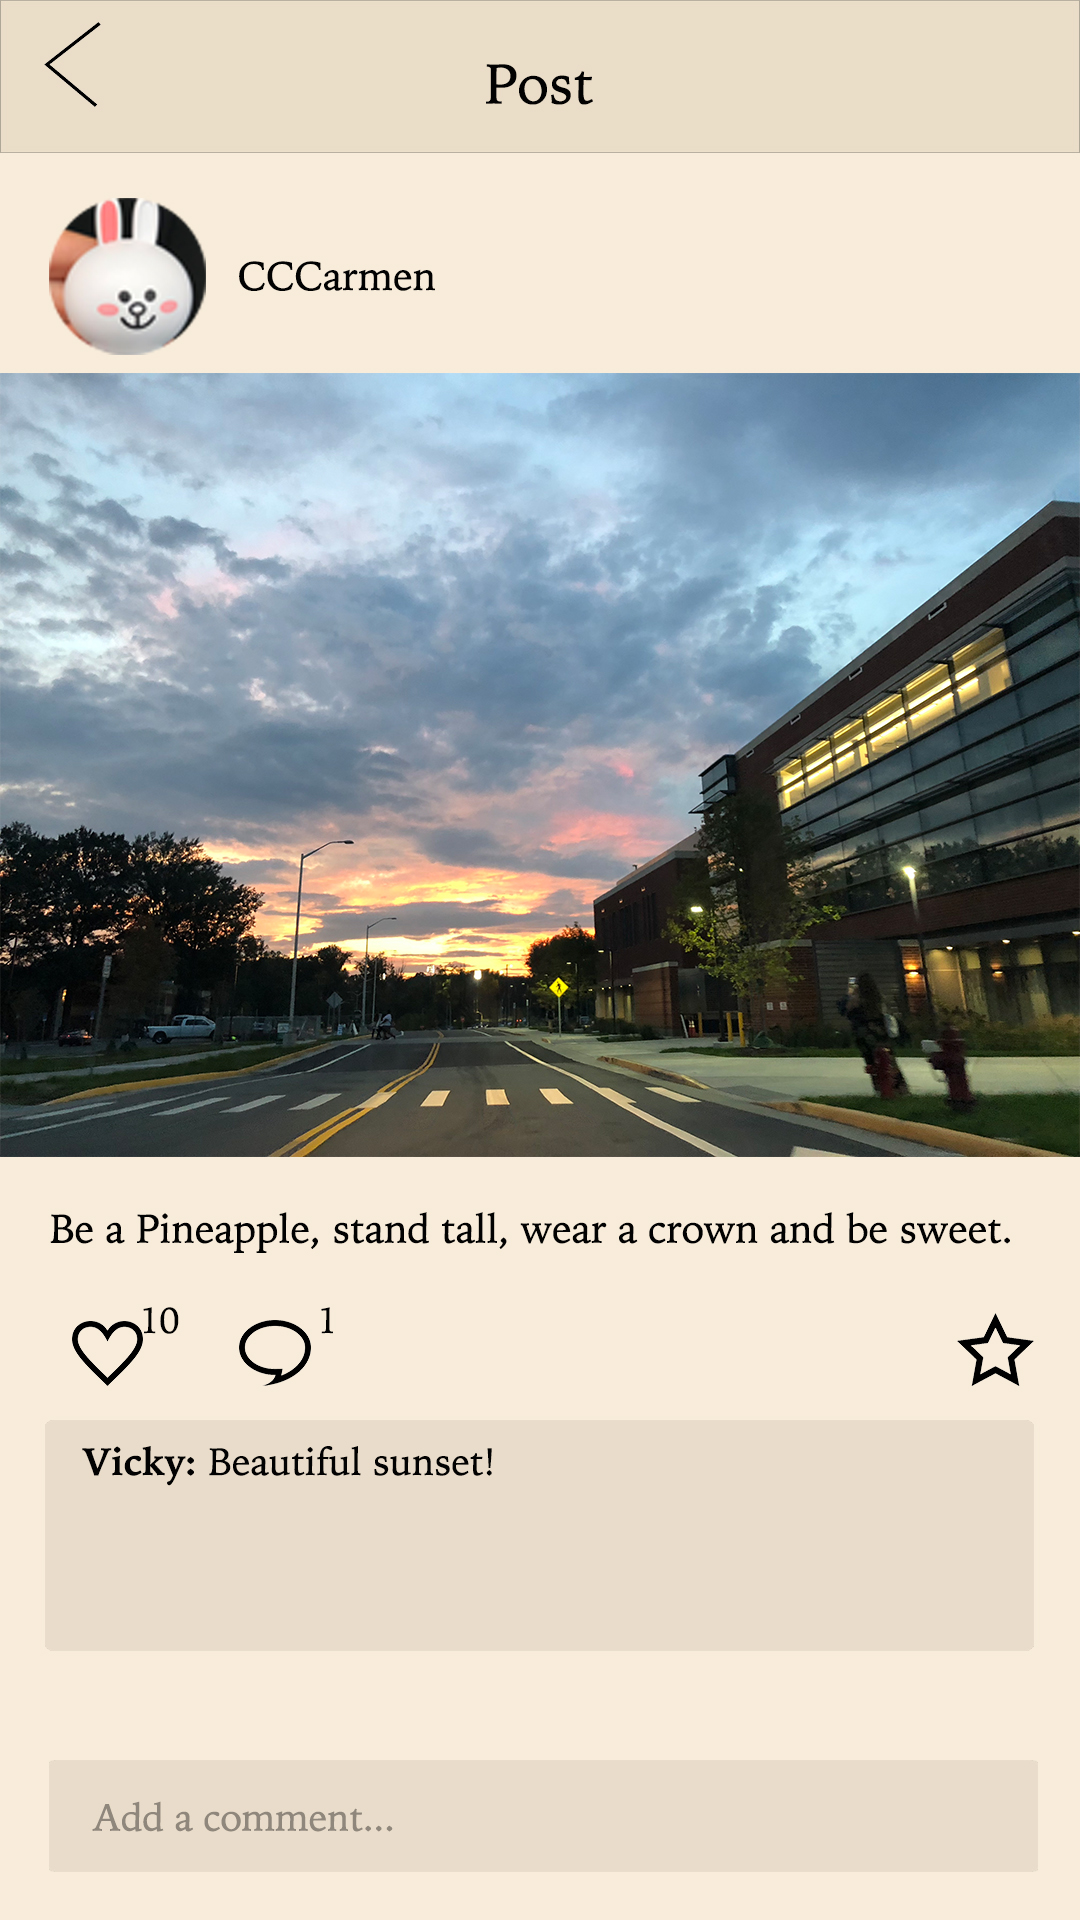 Post
CCCarmen
Be a Pineapple, stand tall, wear a crown and be sweet.
10 1
Vicky: Beautiful sunset!
Add a comment...